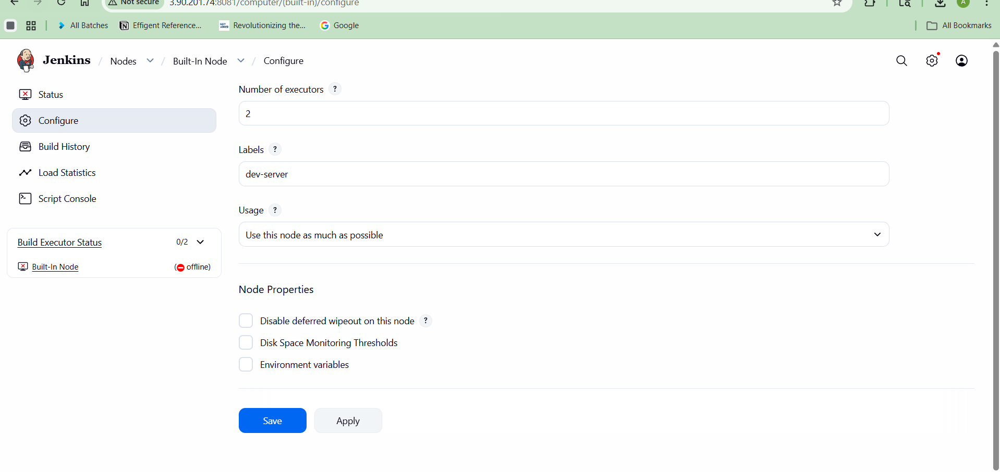 Not secure
3.90.201.74:8081/computer/(built-in)/configure
A
All Batches
Effigent Reference...
Revolutionizing the...
Google
All Bookmarks
Jenkins / Nodes / Built-In Node / Configure
Status
Configure
Build History
Load Statistics
Script Console
Build Executor Status 0/2
Built-In Node (offline)
Number of executors ?
2
Labels ?
dev-server
Usage ?
Use this node as much as possible
Node Properties
Disable deferred wipeout on this node ?
Disk Space Monitoring Thresholds
Environment variables
Save
Apply